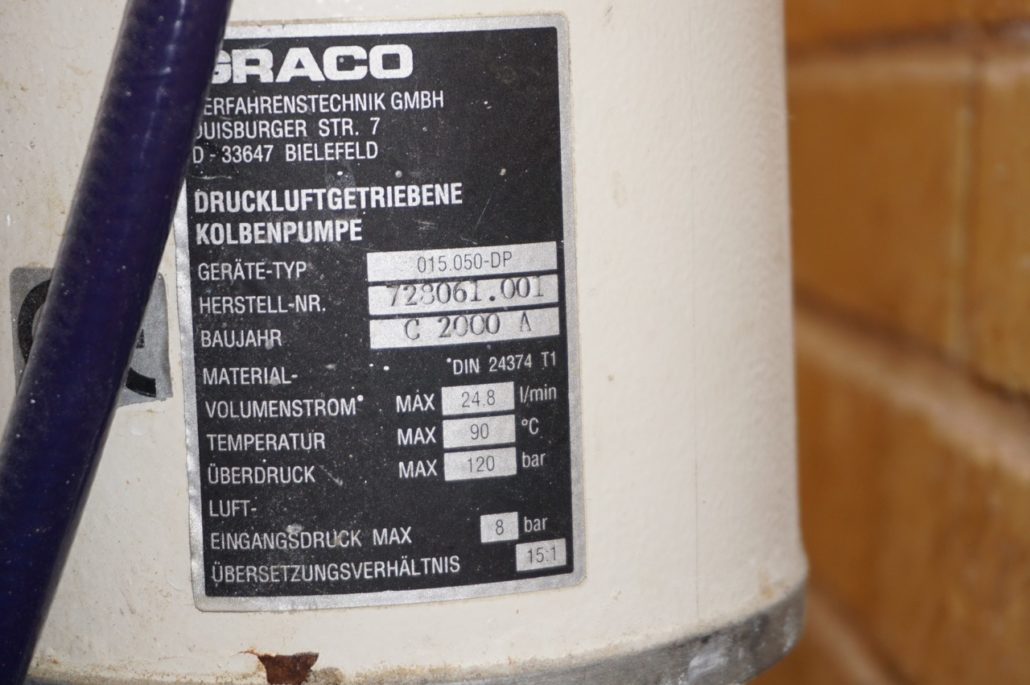 GRACO
VERFAHRENSTECHNIK GMBH
DUISBURGER STR. 7
D - 33647 BIELEFELD
DRUCKLUFTGETRIEBENE
KOLBENPUMPE
GERÄTE-TYP 015.050-DP
HERSTELL-NR. 728061.001
BAUJAHR C 2000 A
MATERIAL- *DIN 24374 T1
VOLUMENSTROM* MAX 24.8 l/min
TEMPERATUR MAX 90 °C
ÜBERDRUCK MAX 120 bar
LUFT-
EINGANGSDRUCK MAX 8 bar
ÜBERSETZUNGSVERHÄLTNIS 15:1